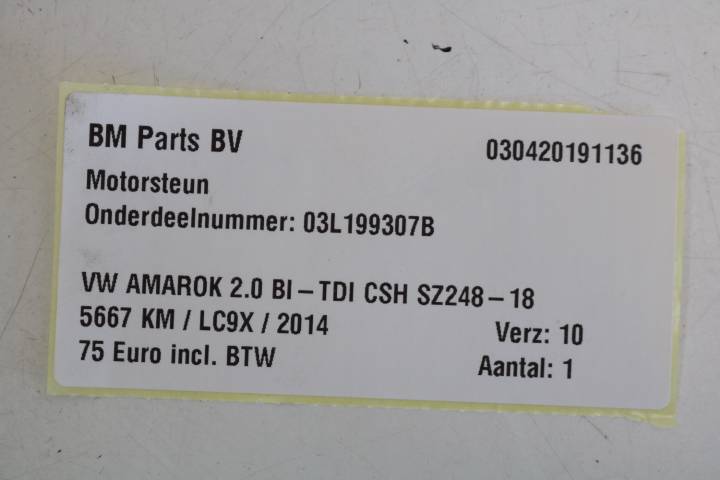 BM Parts BV 030420191136
Motorsteun
Onderdeelnummer: 03L199307B
VW AMAROK 2.0 BI-TDI CSH SZ248-18
5667 KM / LC9X / 2014 Verz: 10
75 Euro incl. BTW Aantal: 1